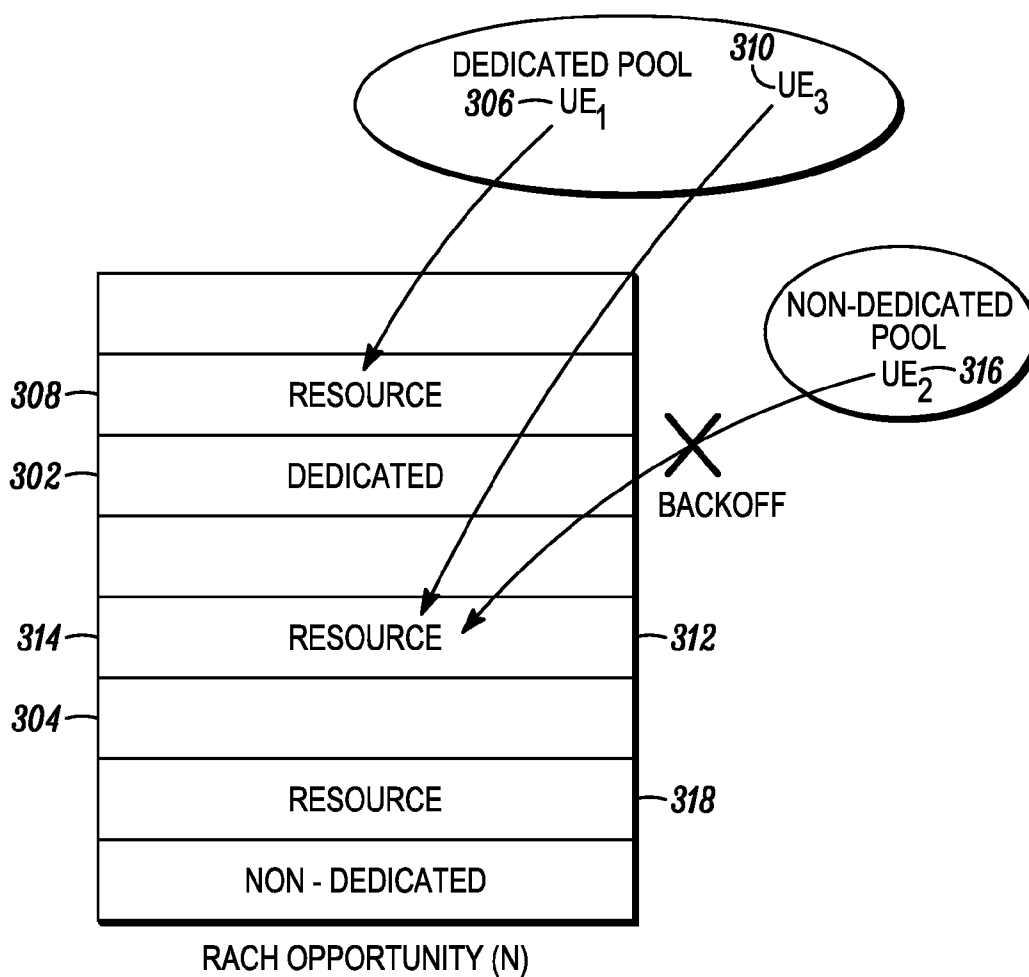 DEDICATED POOL
310
306 UE1
UE3
NON-DEDICATED
POOL
UE2 316
308 RESOURCE
302 DEDICATED
BACKOFF
314 RESOURCE 312
304
RESOURCE 318
NON - DEDICATED
RACH OPPORTUNITY (N)